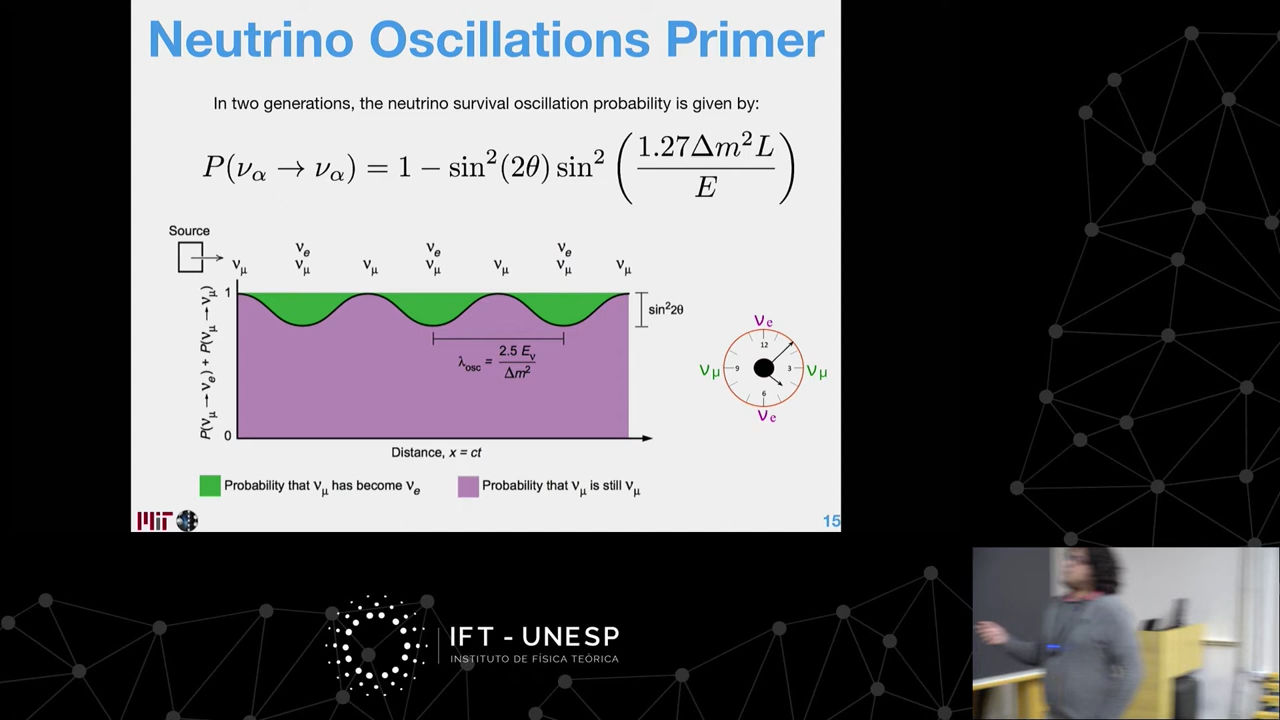 Neutrino Oscillations Primer
In two generations, the neutrino survival oscillation probability is given by:
P(να → να) = 1 − sin²(2θ) sin² (1.27Δm²L / E)
Source
νe νe νe
νμ νμ νμ νμ νμ νμ νμ
P(νμ → νe) + P(νμ → νμ)
1
sin²2θ
λosc = 2.5 Eν / Δm²
0
Distance, x = ct
νe
12
νμ 9 3 νμ
6
νe
Probability that νμ has become νe
Probability that νμ is still νμ
MIT
15
IFT - UNESP
INSTITUTO DE FÍSICA TEÓRICA